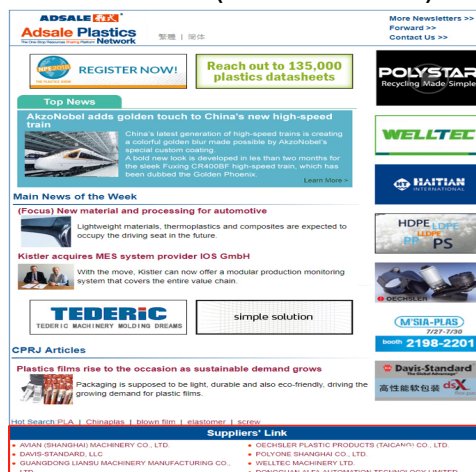 ADSALE 雅式
Adsale Plastics
Network
繁體 | 简体
More Newsletters >>
Forward >>
Contact Us >>
REGISTER NOW!
Reach out to 135,000
plastics datasheets
POLYSTAR
Recycling Made Simple
Top News
AkzoNobel adds golden touch to China's new high-speed
train
China's latest generation of high-speed trains is creating
a colorful golden blur made possible by AkzoNobel's
special custom coating.
A bold new look is developed in les than two months for
the sleek Fuxing CR400BF high-speed train, which has
been dubbed the Golden Phoenix.
Learn More >
WELLTEC
HAITIAN
INTERNATIONAL
Main News of the Week
(Focus) New material and processing for automotive
Lightweight materials, thermoplastics and composites are expected to
occupy the driving seat in the future.
HDPE LDPE
LLDPE
PP PS
Kistler acquires MES system provider IOS GmbH
With the move, Kistler can now offer a modular production monitoring
system that covers the entire value chain.
OECHSLER
TEDERIC
TEDERIC MACHINERY MOLDING DREAMS
simple solution
M'SIA-PLAS
7/27-7/30
booth 2198-2201
CPRJ Articles
Plastics films rise to the occasion as sustainable demand grows
Packaging is supposed to be light, durable and also eco-friendly, driving the
growing demand for plastic films.
Davis-Standard
高性能软包装 dsX
Hot Search:PLA | Chinaplas | blown film | elastomer | screw
Suppliers' Link
AVIAN (SHANGHAI) MACHINERY CO., LTD.
DAVIS-STANDARD, LLC
GUANGDONG LIANSU MACHINERY MANUFACTURING CO.,
OECHSLER PLASTIC PRODUCTS (TAICANG) CO., LTD.
POLYONE SHANGHAI CO., LTD.
WELLTEC MACHINERY LTD.